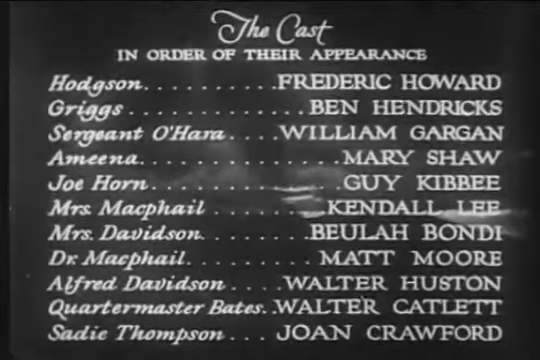 The Cast
IN ORDER OF THEIR APPEARANCE
Hodgson..........FREDERIC HOWARD
Griggs..............BEN HENDRICKS
Sergeant O'Hara....WILLIAM GARGAN
Ameena...............MARY SHAW
Joe Horn..............GUY KIBBEE
Mrs. Macphail.......KENDALL LEE
Mrs. Davidson.......BEULAH BONDI
Dr. Macphail.........MATT MOORE
Alfred Davidson....WALTER HUSTON
Quartermaster Bates..WALTER CATLETT
Sadie Thompson...JOAN CRAWFORD